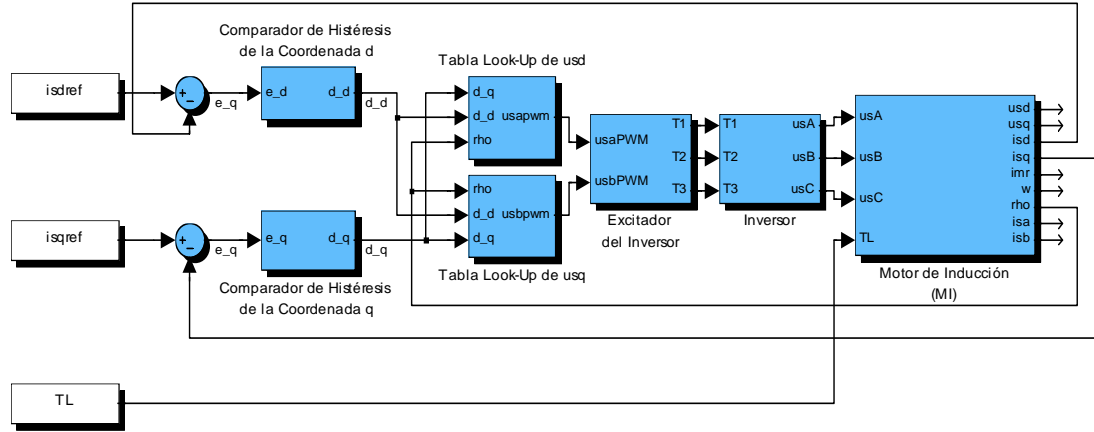 isdref
+
−
e_q
Comparador de Histéresis
de la Coordenada d
e_d
d_d
d_d
Tabla Look-Up de usd
d_q
d_d
rho
usapwm
rho
d_d
d_q
usbpwm
Tabla Look-Up de usq
isqref
+
−
e_q
e_q
d_q
d_q
Comparador de Histéresis
de la Coordenada q
usaPWM
usbPWM
T1
T2
T3
Excitador
del Inversor
T1
T2
T3
usA
usB
usC
Inversor
usA
usB
usC
TL
usd
usq
isd
isq
imr
w
rho
isa
isb
Motor de Inducción
(MI)
TL